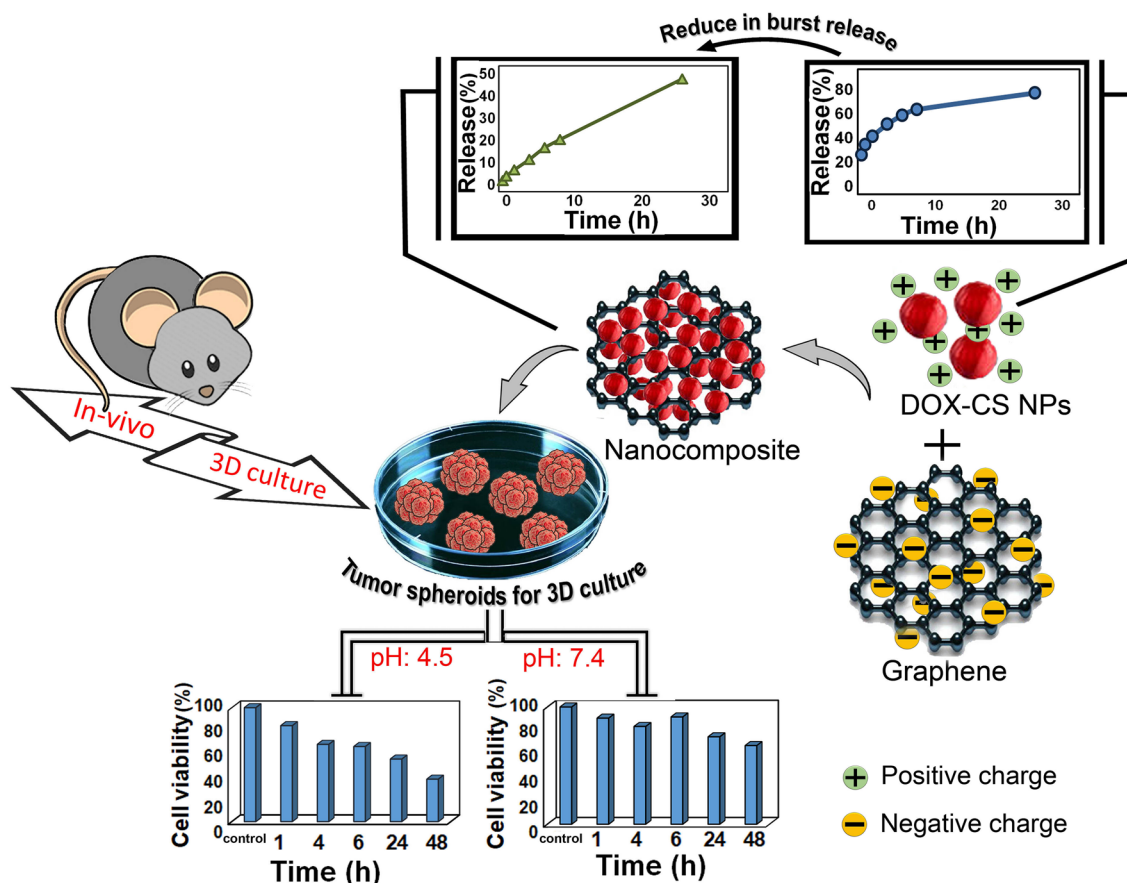 Reduce in burst release
Release(%)
50
40
30
20
10
0
0
10
20
30
Time (h)
Release(%)
80
60
40
20
0
0
10
20
30
Time (h)
In-vivo
3D culture
Nanocomposite
DOX-CS NPs
+
Graphene
Tumor spheroids for 3D culture
pH: 4.5
pH: 7.4
Cell viability (%)
100
80
60
40
20
0
control
1
4
6
24
48
Time (h)
Cell viability (%)
100
80
60
40
20
0
control
1
4
6
24
48
Time (h)
+ Positive charge
− Negative charge